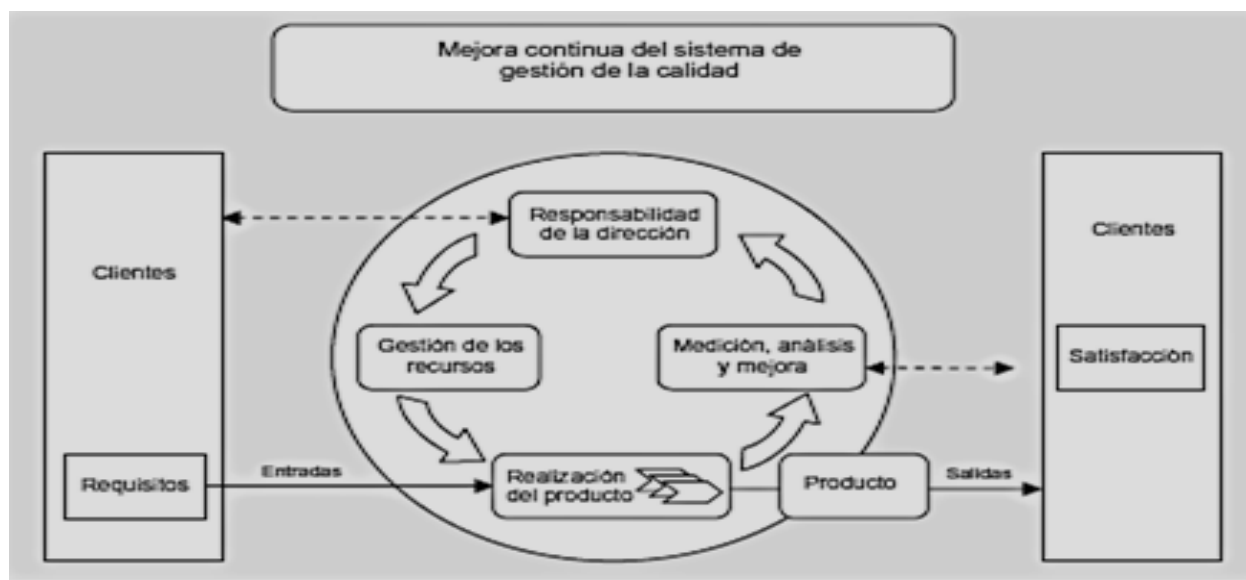 Mejora continua del sistema de
gestión de la calidad
Clientes
Requisitos
Entradas
Responsabilidad
de la dirección
Gestión de los
recursos
Medición, análisis
y mejora
Realización
del producto
Producto
Salidas
Clientes
Satisfacción